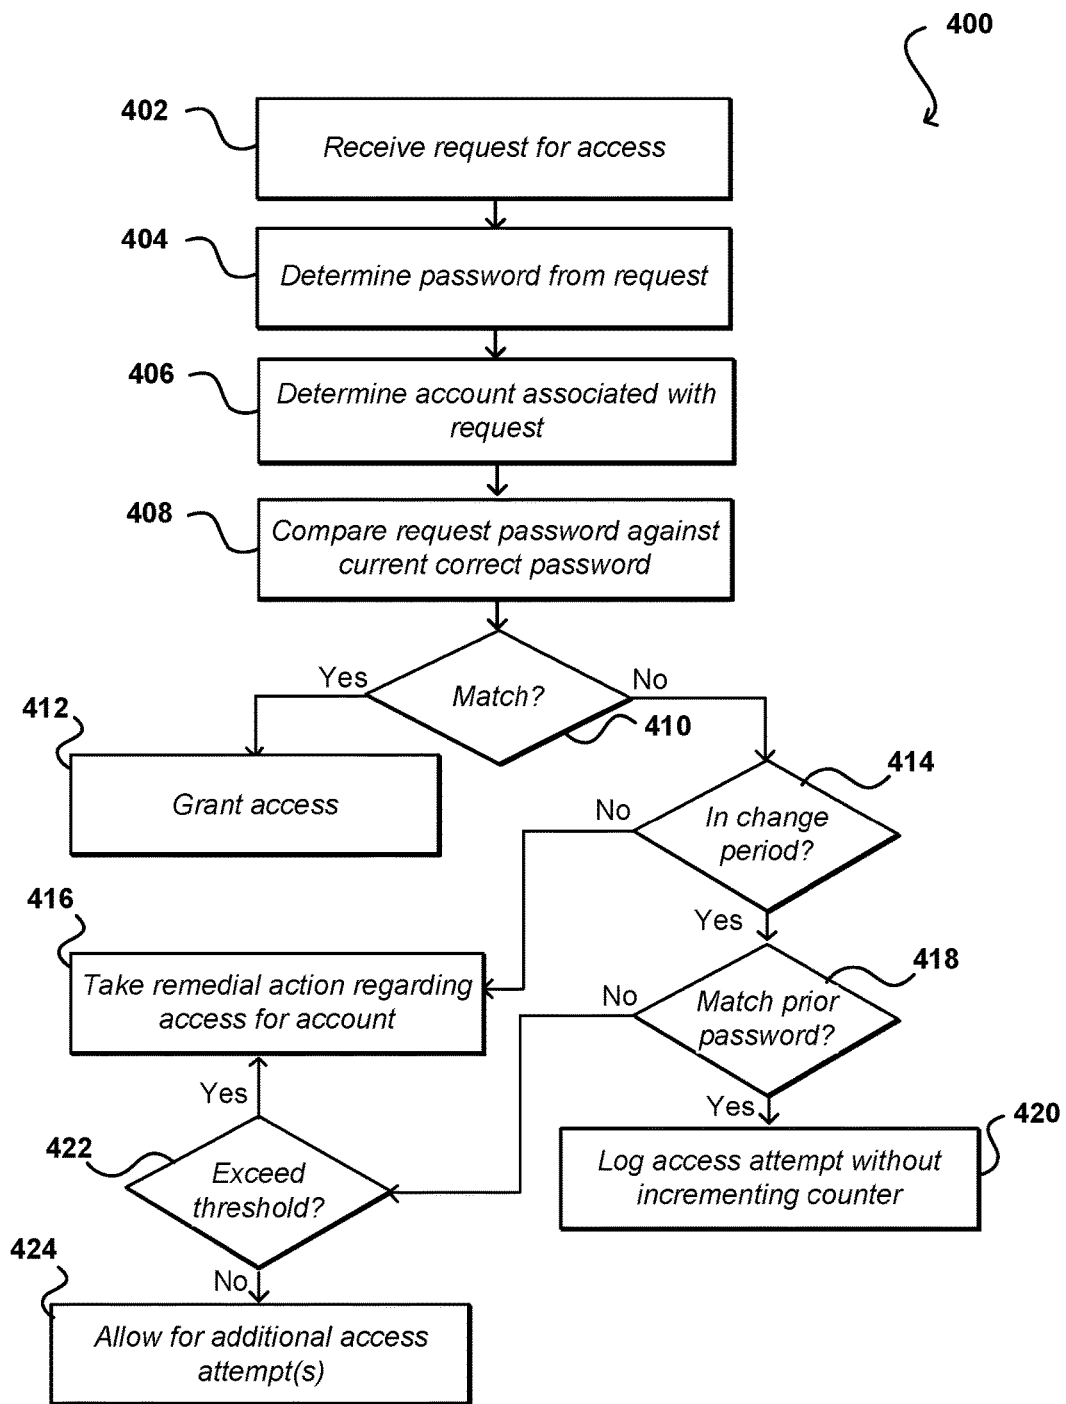 400
402
Receive request for access
404
Determine password from request
406
Determine account associated with
request
408
Compare request password against
current correct password
Yes
Match?
No
410
412
Grant access
414
No
In change
period?
Yes
416
Take remedial action regarding
access for account
418
No
Match prior
password?
Yes
420
Log access attempt without
incrementing counter
Yes
422
Exceed
threshold?
No
424
Allow for additional access
attempt(s)